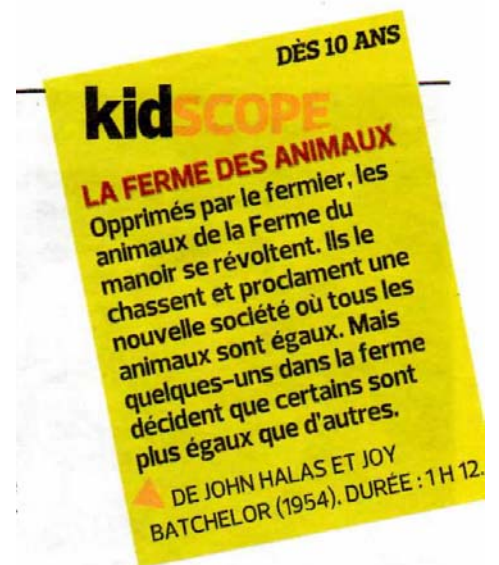 DÈS 10 ANS
kidSCOPE
LA FERME DES ANIMAUX
Opprimés par le fermier, les
animaux de la Ferme du
manoir se révoltent. Ils le
chassent et proclament une
nouvelle société où tous les
animaux sont égaux. Mais
quelques-uns dans la ferme
décident que certains sont
plus égaux que d'autres.
DE JOHN HALAS ET JOY
BATCHELOR (1954). DURÉE : 1 H 12.